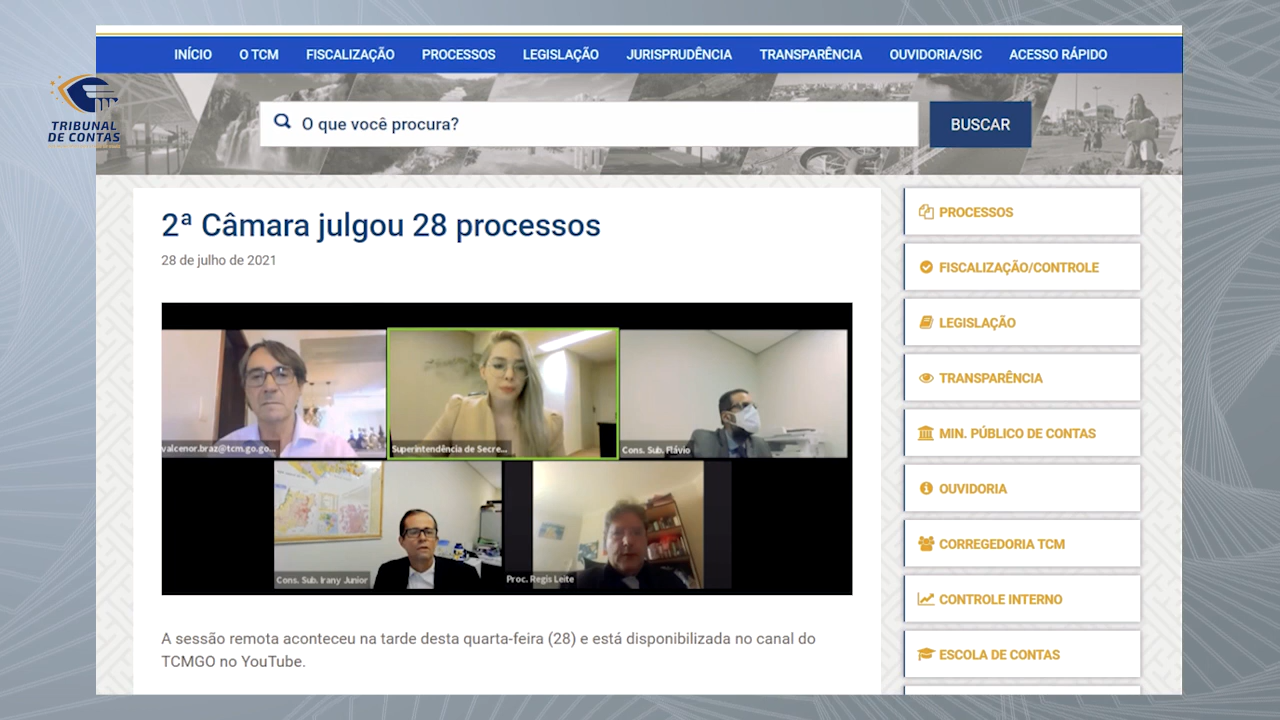 INÍCIO O TCM FISCALIZAÇÃO PROCESSOS LEGISLAÇÃO JURISPRUDÊNCIA TRANSPARÊNCIA OUVIDORIA/SIC ACESSO RÁPIDO
TRIBUNAL
DE CONTAS
O que você procura?
BUSCAR
2ª Câmara julgou 28 processos
28 de julho de 2021
valcenor.braz@tcm.go.go...
Superintendência de Secre...
Cons. Sub. Flávio
Cons. Sub. Irany Junior
Proc. Regis Leite
A sessão remota aconteceu na tarde desta quarta-feira (28) e está disponibilizada no canal do
TCMGO no YouTube.
PROCESSOS
FISCALIZAÇÃO/CONTROLE
LEGISLAÇÃO
TRANSPARÊNCIA
MIN. PÚBLICO DE CONTAS
OUVIDORIA
CORREGEDORIA TCM
CONTROLE INTERNO
ESCOLA DE CONTAS